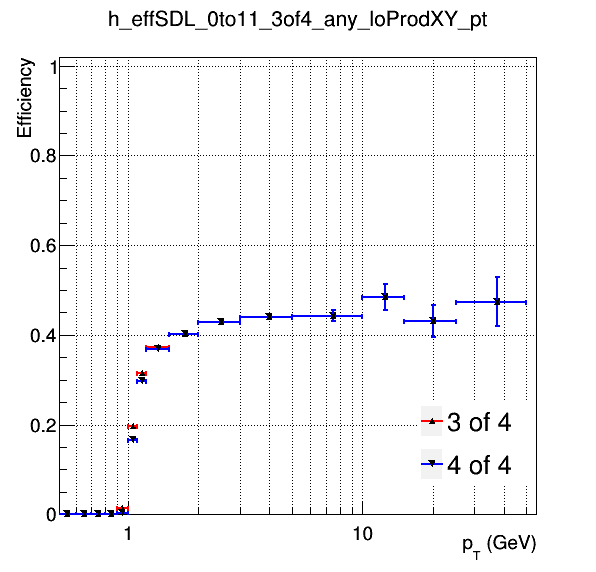 h_effSDL_0to11_3of4_any_loProdXY_pt
Efficiency
1
0.8
0.6
0.4
0.2
0
3 of 4
4 of 4
1
10
p_T (GeV)